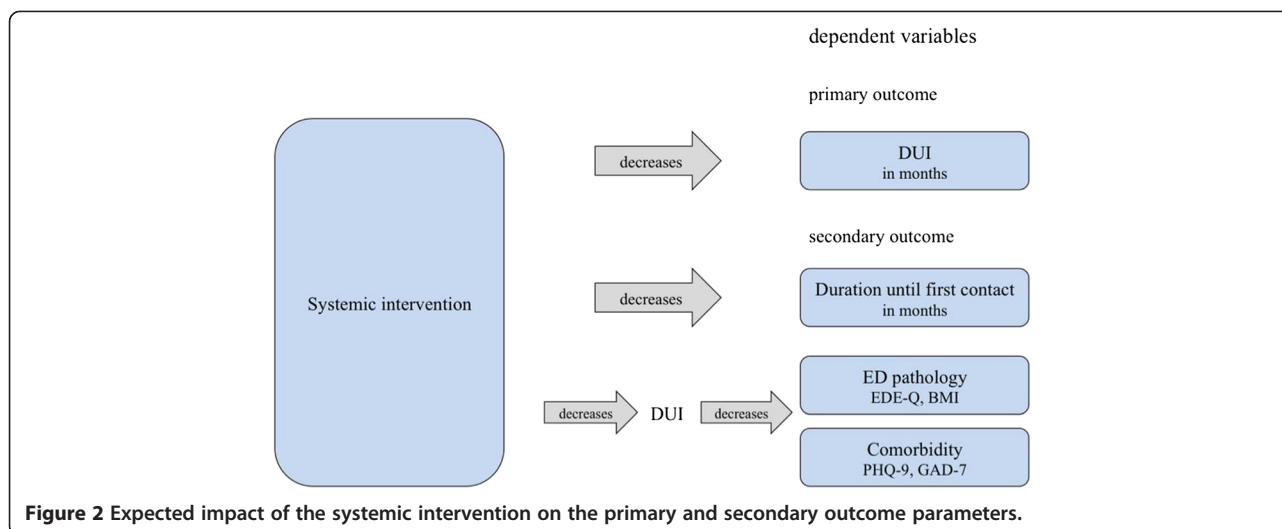 dependent variables
primary outcome
decreases
DUI
in months
secondary outcome
Systemic intervention
decreases
Duration until first contact
in months
decreases
DUI
decreases
ED pathology
EDE-Q, BMI
Comorbidity
PHQ-9, GAD-7
Figure 2 Expected impact of the systemic intervention on the primary and secondary outcome parameters.